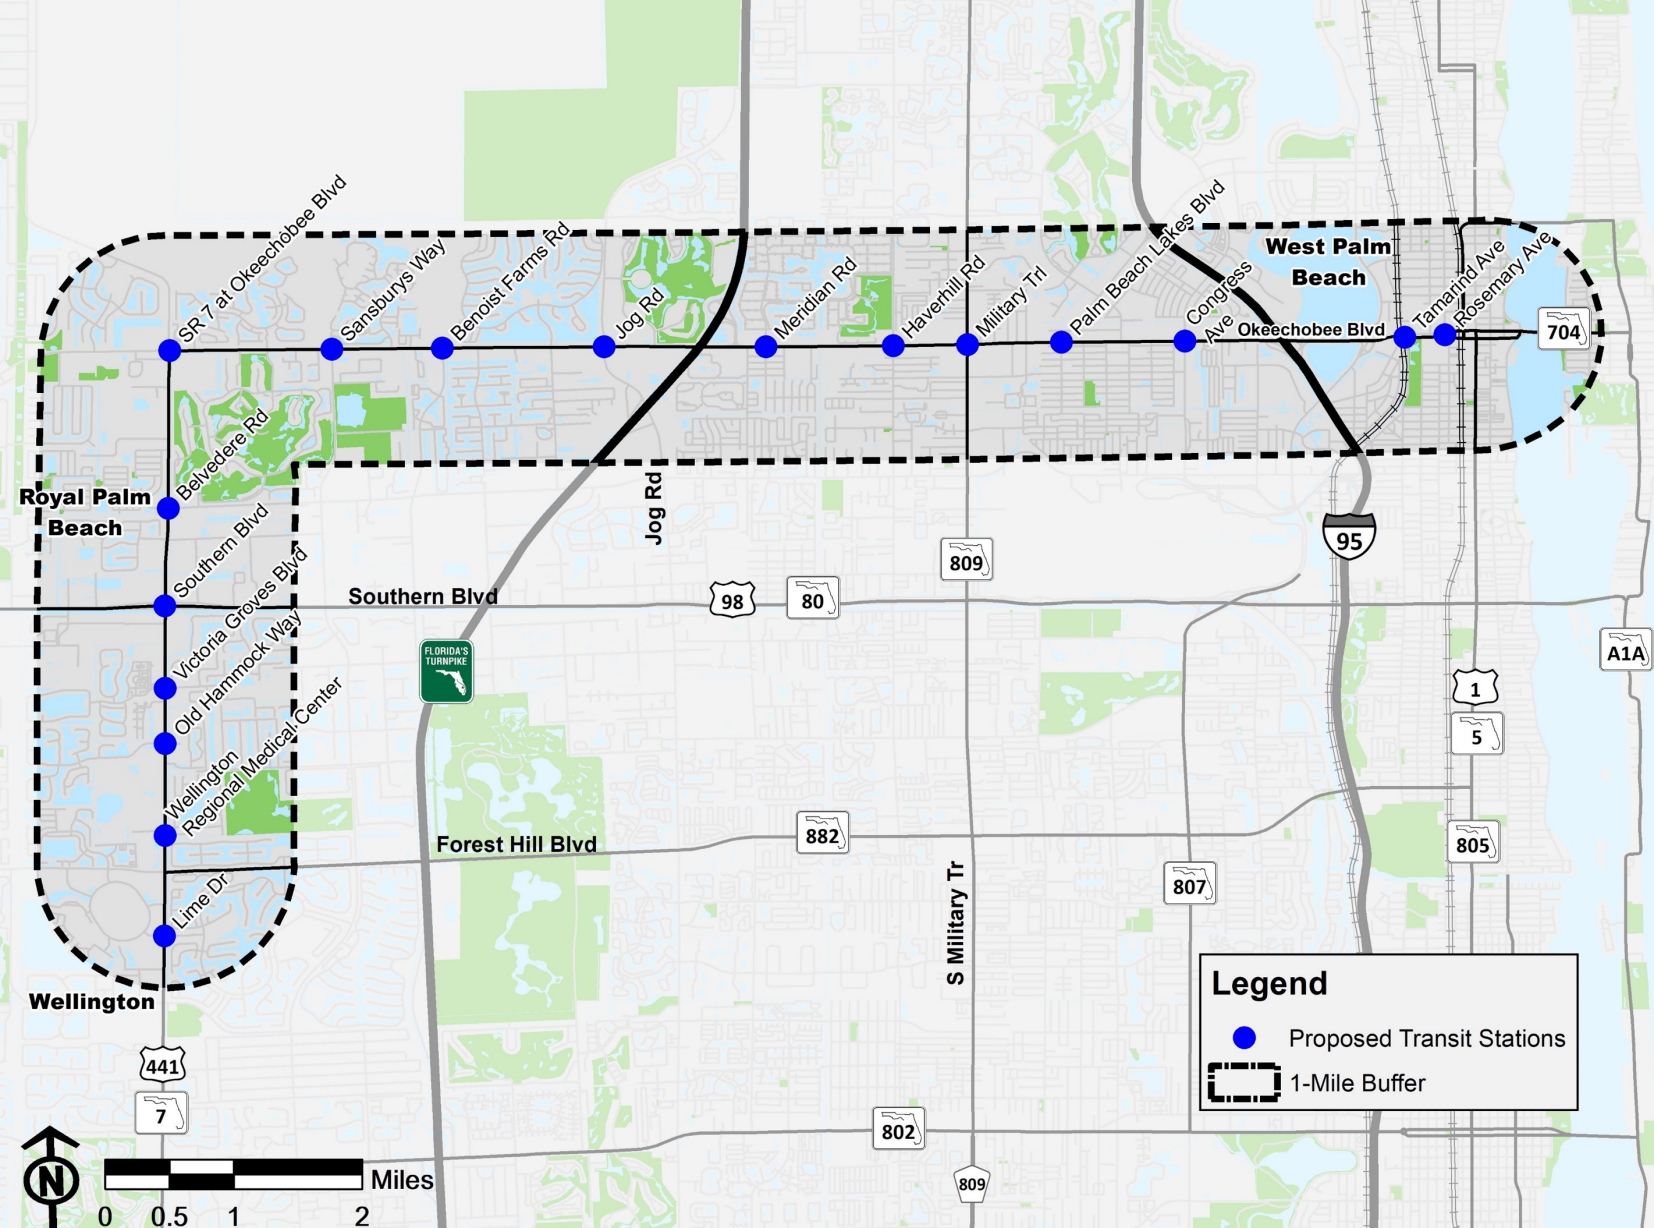 SR 7 at Okeechobee Blvd
Sansburys Way
Benoist Farms Rd
Jog Rd
Meridian Rd
Haverhill Rd
Military Trl
Palm Beach Lakes Blvd
Congress
Ave
West Palm
Beach
Okeechobee Blvd
Tamarind Ave
Rosemary Ave
704
Belvedere Rd
Royal Palm
Beach
Southern Blvd
Victoria Groves Blvd
Old Hammock Way
Wellington
Regional Medical Center
Lime Dr
Wellington
Jog Rd
95
809
Southern Blvd
98
80
FLORIDA'S
TURNPIKE
A1A
1
5
Forest Hill Blvd
882
805
807
S Military Tr
441
7
802
809
Legend
Proposed Transit Stations
1-Mile Buffer
N
Miles
0 0.5 1 2